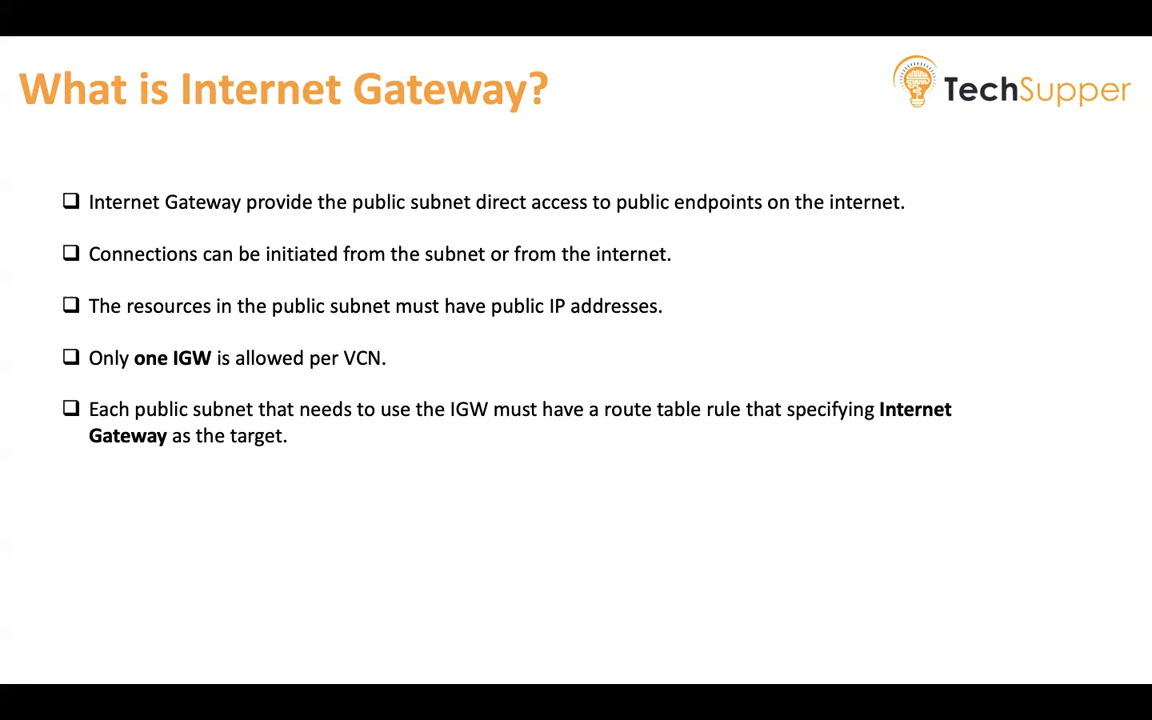 What is Internet Gateway?
TechSupper
Internet Gateway provide the public subnet direct access to public endpoints on the internet.
Connections can be initiated from the subnet or from the internet.
The resources in the public subnet must have public IP addresses.
Only one IGW is allowed per VCN.
Each public subnet that needs to use the IGW must have a route table rule that specifying Internet
Gateway as the target.